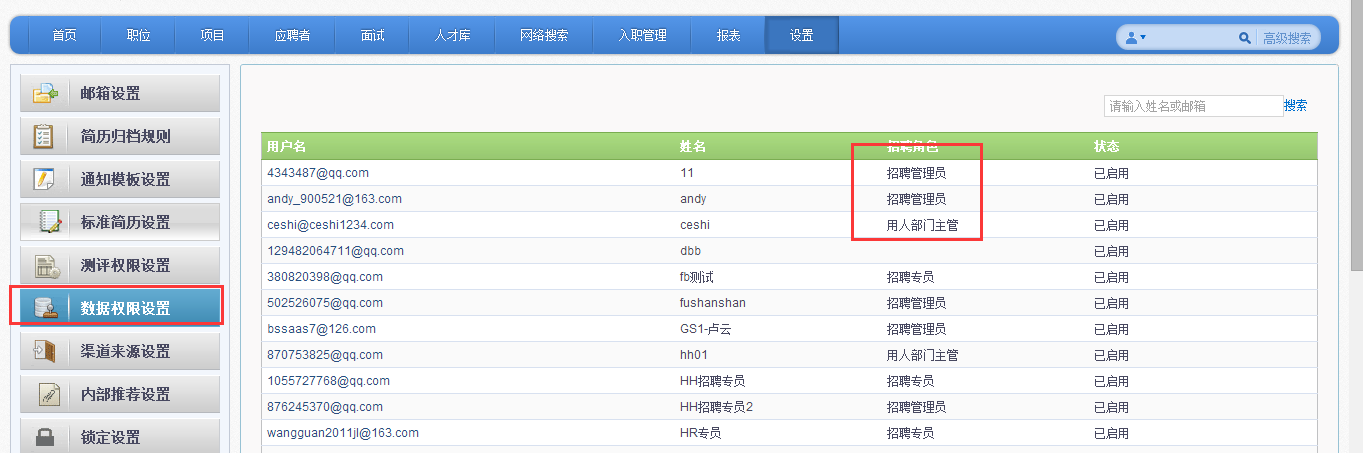 首页 职位 项目 应聘者 面试 人才库 网络搜索 入职管理 报表 设置 高级搜索
邮箱设置
简历归档规则
通知模板设置
标准简历设置
测评权限设置
数据权限设置
渠道来源设置
内部推荐设置
锁定设置
请输入姓名或邮箱 搜索
用户名 姓名 招聘角色 状态
4343487@qq.com 11 招聘管理员 已启用
andy_900521@163.com andy 招聘管理员 已启用
ceshi@ceshi1234.com ceshi 用人部门主管 已启用
129482064711@qq.com dbb 已启用
380820398@qq.com fb测试 招聘专员 已启用
502526075@qq.com fushanshan 招聘管理员 已启用
bssaas7@126.com GS1-卢云 招聘管理员 已启用
870753825@qq.com hh01 用人部门主管 已启用
1055727768@qq.com HH招聘专员 招聘专员 已启用
876245370@qq.com HH招聘专员2 招聘管理员 已启用
wangguan2011jl@163.com HR专员 招聘专员 已启用